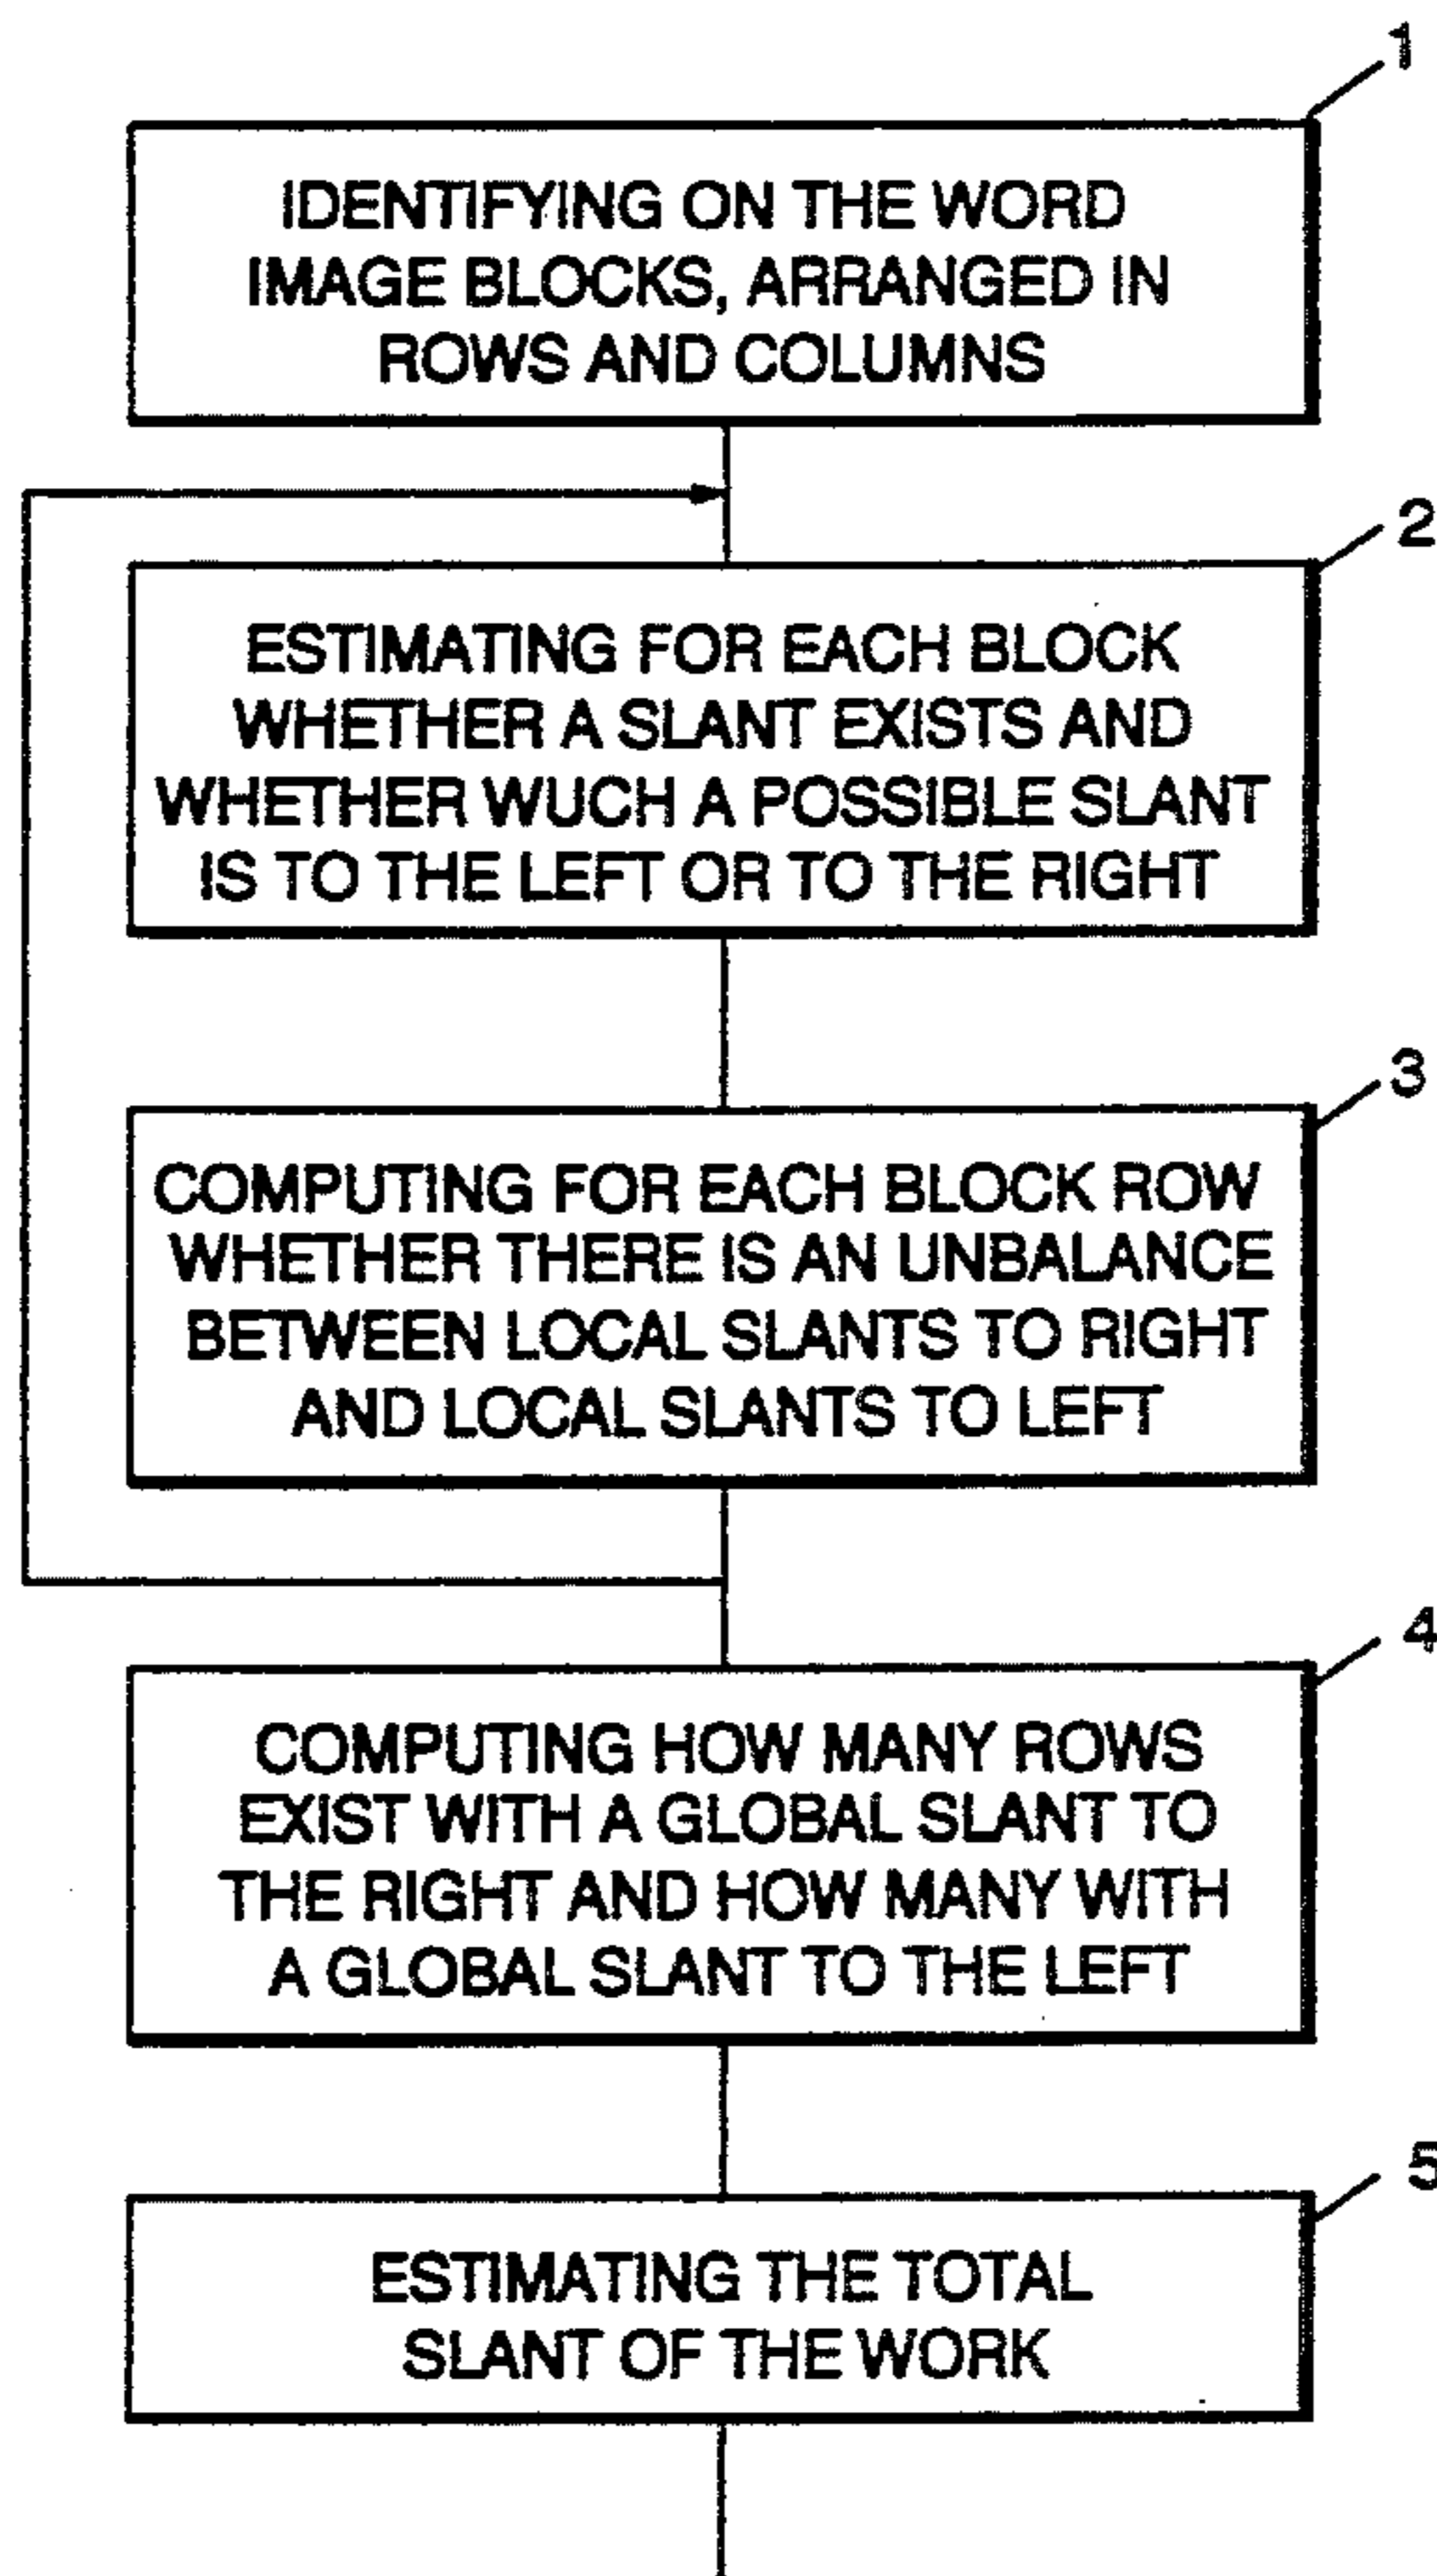 1
IDENTIFYING ON THE WORD
IMAGE BLOCKS, ARRANGED IN
ROWS AND COLUMNS
2
ESTIMATING FOR EACH BLOCK
WHETHER A SLANT EXISTS AND
WHETHER WUCH A POSSIBLE SLANT
IS TO THE LEFT OR TO THE RIGHT
3
COMPUTING FOR EACH BLOCK ROW
WHETHER THERE IS AN UNBALANCE
BETWEEN LOCAL SLANTS TO RIGHT
AND LOCAL SLANTS TO LEFT
4
COMPUTING HOW MANY ROWS
EXIST WITH A GLOBAL SLANT TO
THE RIGHT AND HOW MANY WITH
A GLOBAL SLANT TO THE LEFT
5
ESTIMATING THE TOTAL
SLANT OF THE WORK